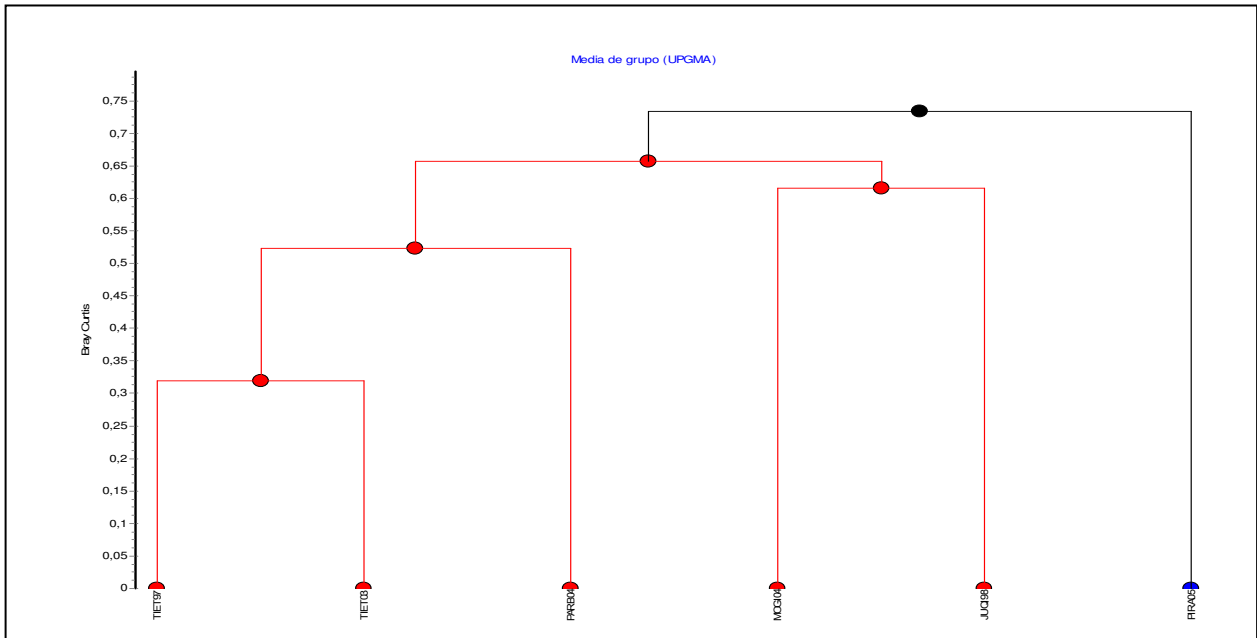 Media de grupo (UPGMA)
0,75
0,7
0,65
0,6
0,55
0,5
0,45
0,4
0,35
0,3
0,25
0,2
0,15
0,1
0,05
0
Bray Curtis
TIET97
TIET03
PARB04
MOGI04
JUQI98
PIRA05